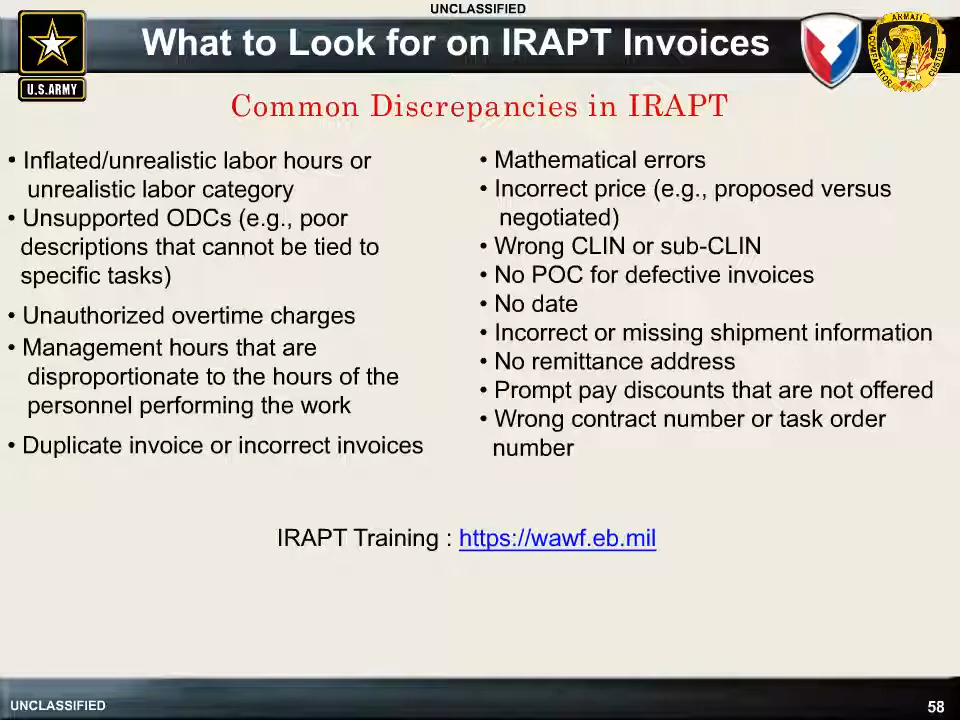 UNCLASSIFIED
What to Look for on IRAPT Invoices
U.S.ARMY
ARMATI
COMPARATOR
CUSTOS
Common Discrepancies in IRAPT
• Inflated/unrealistic labor hours or
unrealistic labor category
• Unsupported ODCs (e.g., poor
descriptions that cannot be tied to
specific tasks)
• Unauthorized overtime charges
• Management hours that are
disproportionate to the hours of the
personnel performing the work
• Duplicate invoice or incorrect invoices
• Mathematical errors
• Incorrect price (e.g., proposed versus
negotiated)
• Wrong CLIN or sub-CLIN
• No POC for defective invoices
• No date
• Incorrect or missing shipment information
• No remittance address
• Prompt pay discounts that are not offered
• Wrong contract number or task order
number
IRAPT Training : https://wawf.eb.mil
UNCLASSIFIED
58